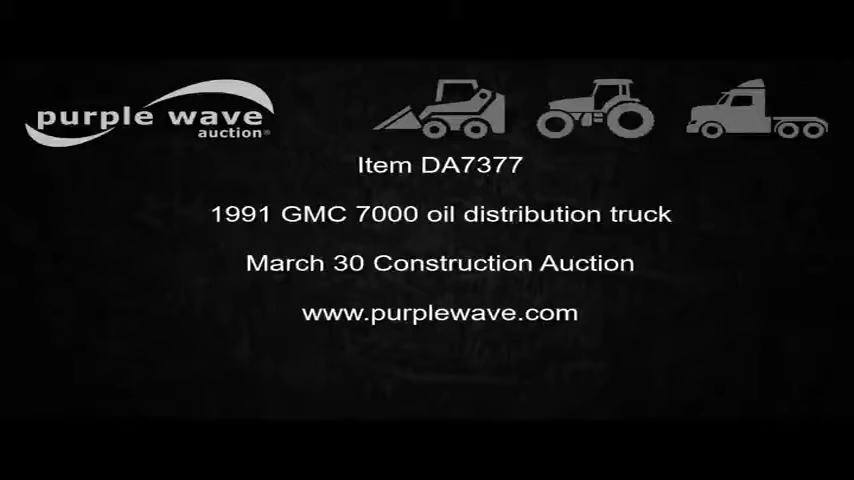 purple wave
auction®
Item DA7377
1991 GMC 7000 oil distribution truck
March 30 Construction Auction
www.purplewave.com